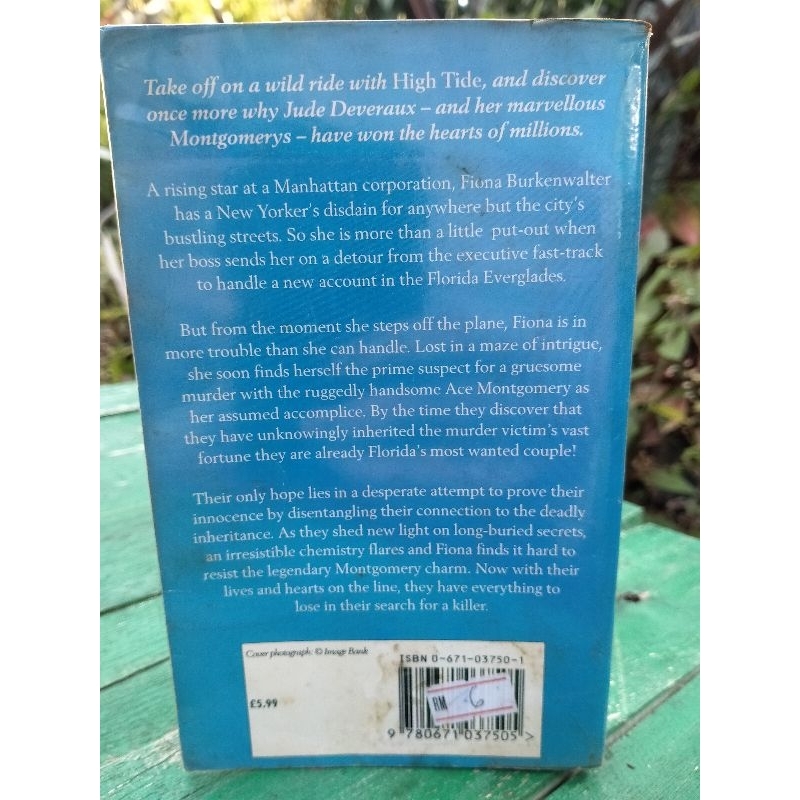 Take off on a wild ride with High Tide, and discover
once more why Jude Deveraux – and her marvellous
Montgomerys – have won the hearts of millions.
A rising star at a Manhattan corporation, Fiona Burkenwalter
has a New Yorker's disdain for anywhere but the city's
bustling streets. So she is more than a little put-out when
her boss sends her on a detour from the executive fast-track
to handle a new account in the Florida Everglades.
But from the moment she steps off the plane, Fiona is in
more trouble than she can handle. Lost in a maze of intrigue,
she soon finds herself the prime suspect for a gruesome
murder with the ruggedly handsome Ace Montgomery as
her assumed accomplice. By the time they discover that
they have unknowingly inherited the murder victim's vast
fortune they are already Florida's most wanted couple!
Their only hope lies in a desperate attempt to prove their
innocence by disentangling their connection to the deadly
inheritance. As they shed new light on long-buried secrets,
an irresistible chemistry flares and Fiona finds it hard to
resist the legendary Montgomery charm. Now with their
lives and hearts on the line, they have everything to
lose in their search for a killer.
Cover photograph: © Image Bank
ISBN 0-671-03750-1
£5.99
RM 6
9 780671 037505 >